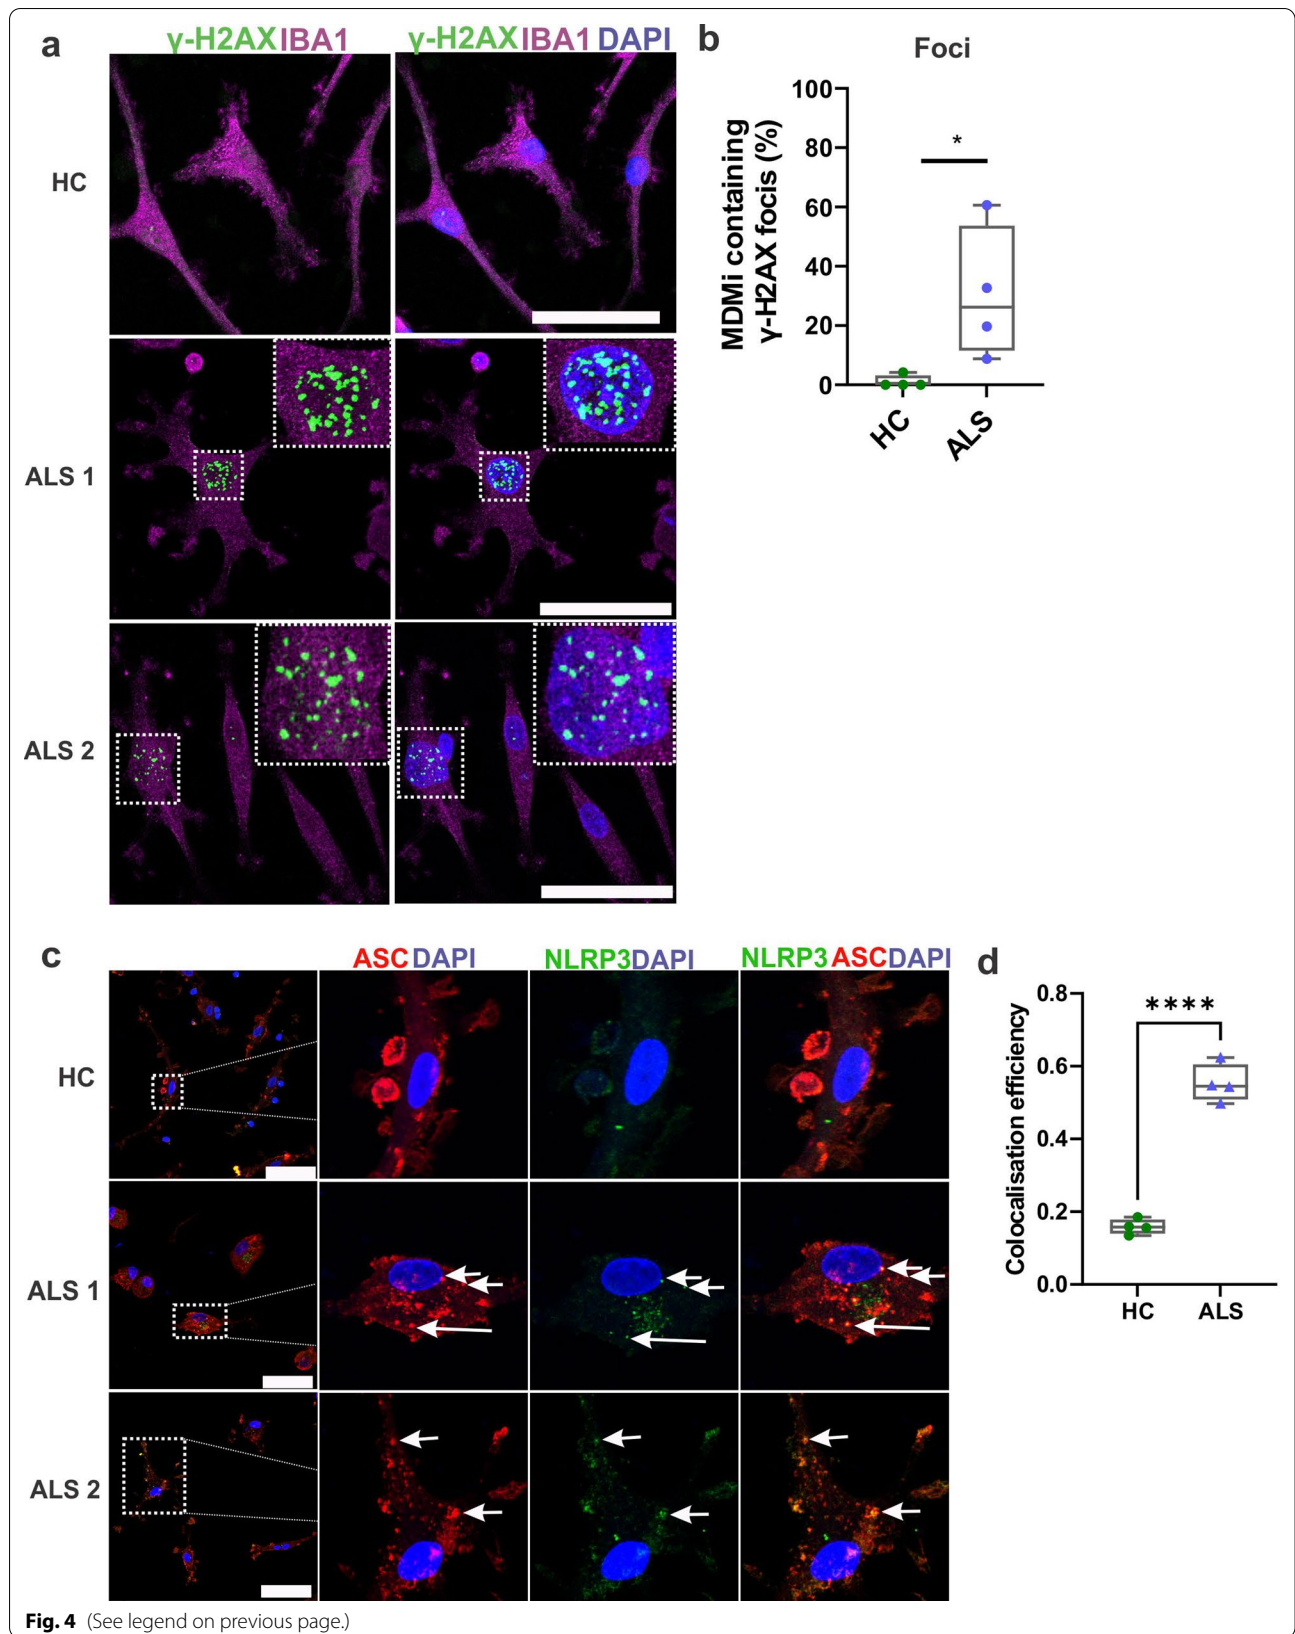 a
γ-H2AX IBA1
γ-H2AX IBA1 DAPI
HC
ALS 1
ALS 2
b
Foci
MDMi containing
γ-H2AX focis (%)
100
80
60
40
20
0
*
HC
ALS
c
ASC DAPI
NLRP3 DAPI
NLRP3 ASC DAPI
HC
ALS 1
ALS 2
d
Colocalisation efficiency
0.8
0.6
0.4
0.2
0.0
****
HC
ALS
Fig. 4 (See legend on previous page.)